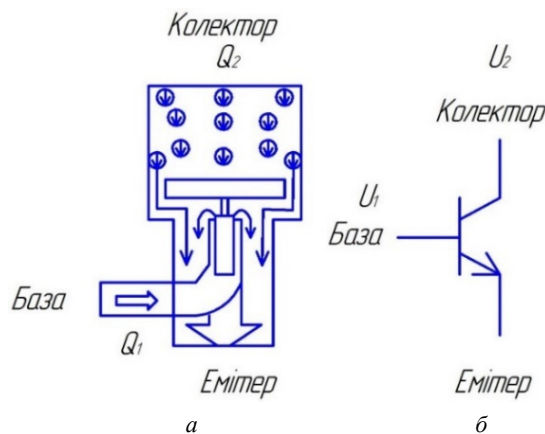 Колектор
Q₂
U₂
Колектор
U₁
База
База
Q₁
Емітер
Емітер
а
б